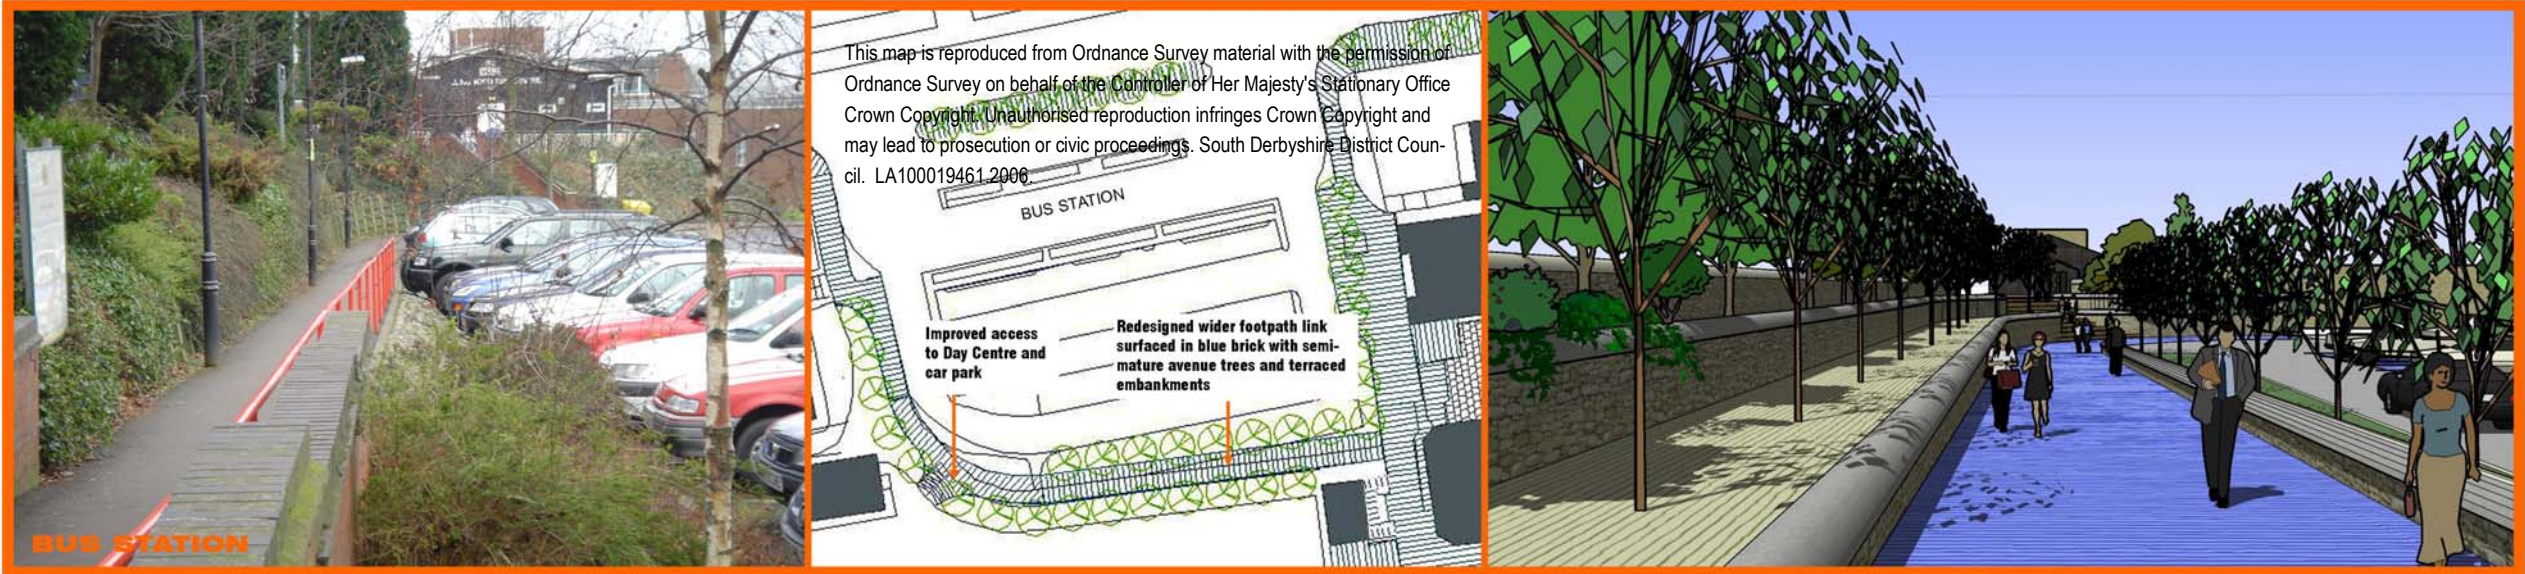 BUS STATION
This map is reproduced from Ordnance Survey material with the permission of
Ordnance Survey on behalf of the Controller of Her Majesty's Stationary Office
Crown Copyright. Unauthorised reproduction infringes Crown Copyright and
may lead to prosecution or civic proceedings. South Derbyshire District Coun-
cil. LA100019461.2006.
BUS STATION
Improved access
to Day Centre and
car park
Redesigned wider footpath link
surfaced in blue brick with semi-
mature avenue trees and terraced
embankments